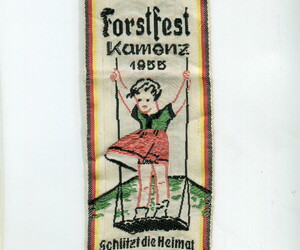 Forstfest
Kamenz
1955
Schützt die Heimat